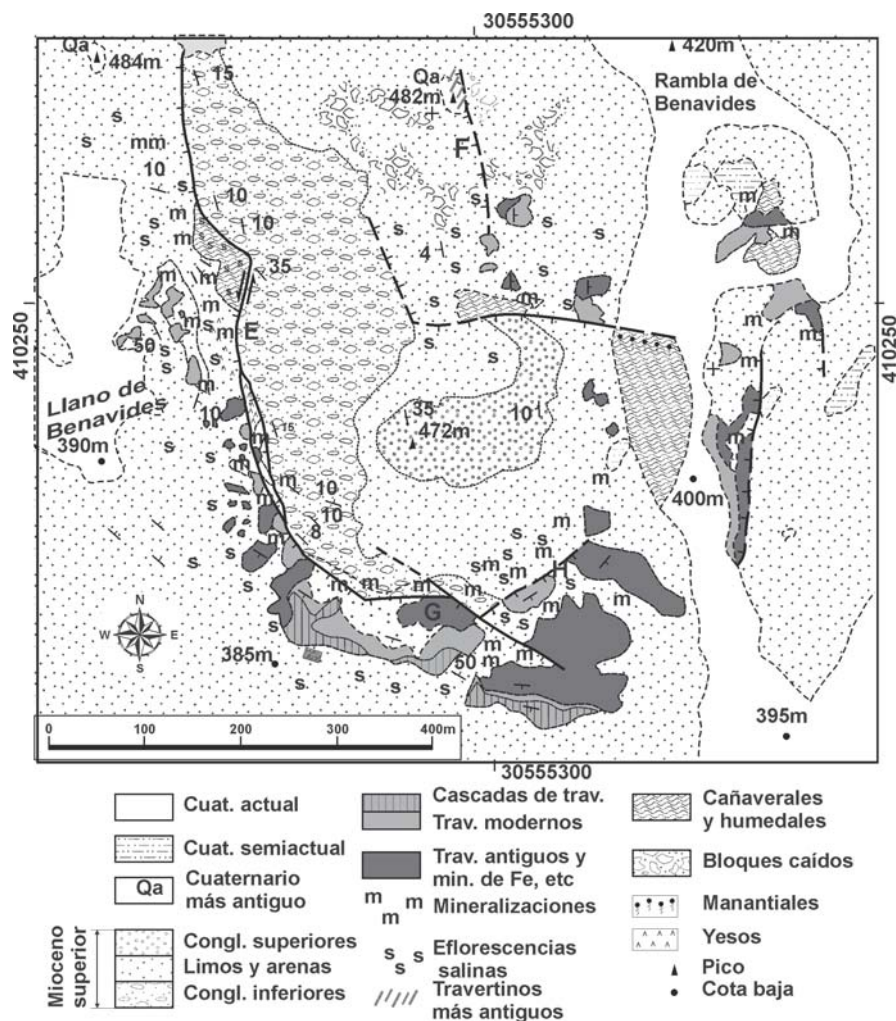 30555300
Qa
484m
15
Qa
482m
420m
Rambla de
Benavides
s
s
mm
10
F
s
m
10
10
4
s
m
35
410250
410250
E
50
Llano de
Benavides
390m
10
15
35
472m
10
400m
10
10
8
H
G
50
385m
395m
N
W E
S
0 100 200 300 400m
30555300
Cuat. actual
Cuat. semiactual
Qa Cuaternario
más antiguo
Mioceno
superior
Congl. superiores
Limos y arenas
Congl. inferiores
Cascadas de trav.
Trav. modernos
Trav. antiguos y
min. de Fe, etc
m m
m Mineralizaciones
s s
s Eflorescencias
salinas
Travertinos
más antiguos
Cañaverales
y humedales
Bloques caídos
Manantiales
Yesos
Pico
Cota baja